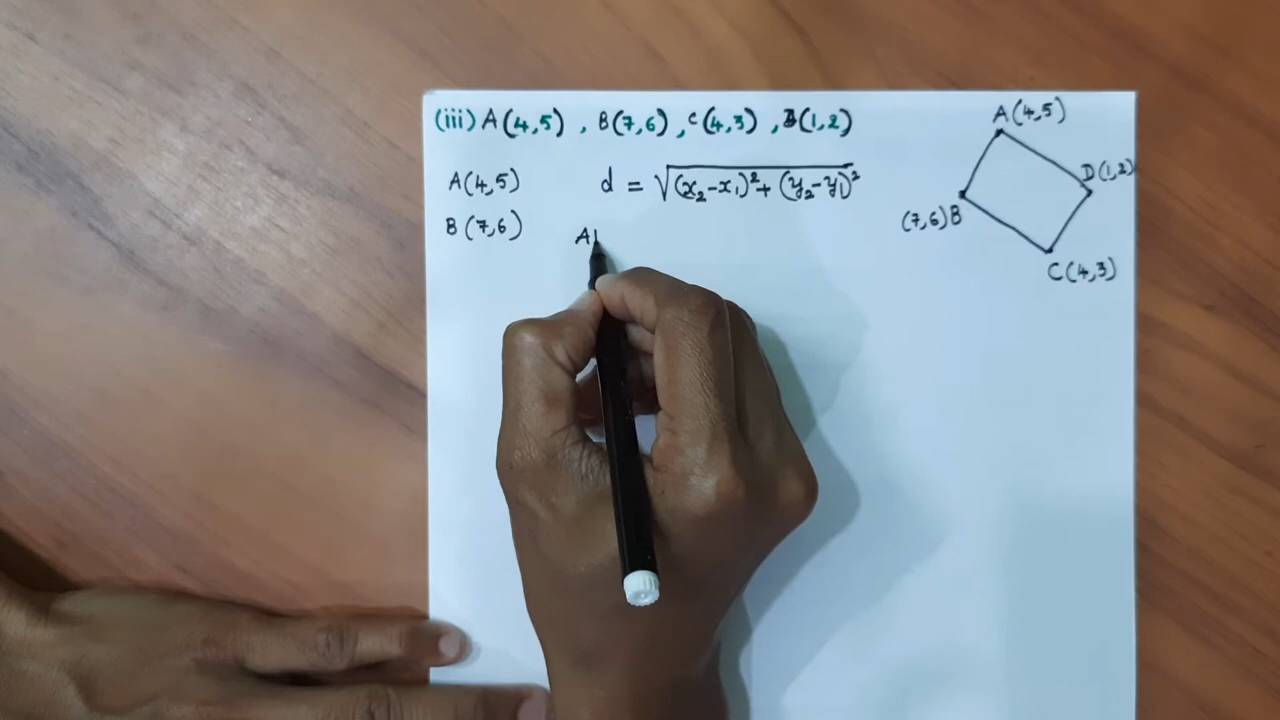 (iii) A(4,5) , B(7,6) , C(4,3) , D(1,2)
A(4,5)
d = √(x₂-x₁)²+(y₂-y₁)²
B(7,6)
A
A(4,5)
D(1,2)
(7,6)B
C(4,3)